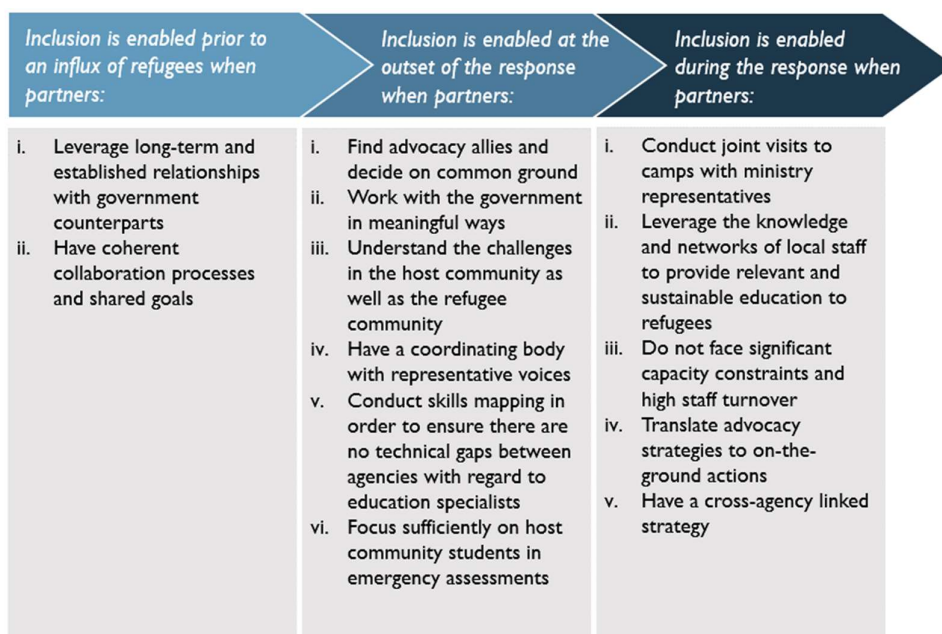 Inclusion is enabled prior to
an influx of refugees when
partners:
i. Leverage long-term and
established relationships
with government
counterparts
ii. Have coherent
collaboration processes
and shared goals
Inclusion is enabled at the
outset of the response
when partners:
i. Find advocacy allies and
decide on common ground
ii. Work with the government
in meaningful ways
iii. Understand the challenges
in the host community as
well as the refugee
community
iv. Have a coordinating body
with representative voices
v. Conduct skills mapping in
order to ensure there are
no technical gaps between
agencies with regard to
education specialists
vi. Focus sufficiently on host
community students in
emergency assessments
Inclusion is enabled
during the response when
partners:
i. Conduct joint visits to
camps with ministry
representatives
ii. Leverage the knowledge
and networks of local staff
to provide relevant and
sustainable education to
refugees
iii. Do not face significant
capacity constraints and
high staff turnover
iv. Translate advocacy
strategies to on-the-
ground actions
v. Have a cross-agency linked
strategy